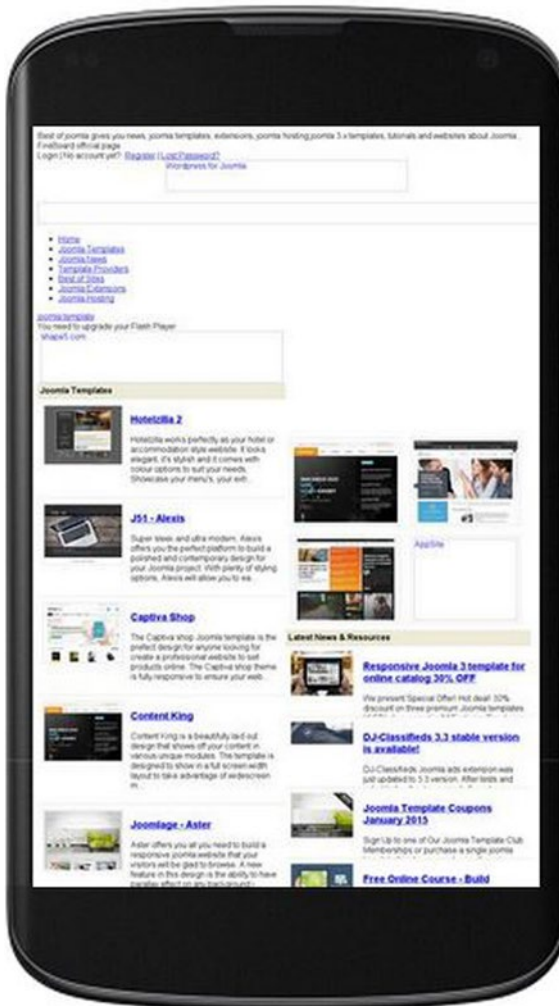 Best of joomla gives you news, joomla templates, extensions, joomla hosting,joomla 3.x templates, tutorials and websites about Joomla...
FireBoard official page
Login | No account yet? Register | Lost Password?
Wordpress for Joomla
Home
Joomla Templates
Joomla News
Template Providers
Best of Sites
Joomla Extensions
Joomla Hosting
joomla template
You need to upgrade your Flash Player
shape5.com
Joomla Templates
Hotelzilla 2
Hotelzilla works perfectly as your hotel or
accommodation style website. It looks
elegant, it's stylish and it comes with
colour options to suit your needs.
Showcase your menu's, your extr...
J51 - Alexis
Super sleek and ultra modern, Alexis
offers you the perfect platform to build a
polished and contemporary design for
your Joomla project. With plenty of styling
options, Alexis will allow you to ea...
Captiva Shop
The Captiva shop Joomla template is the
prefect design for anyone looking for
create a professional website to sell
products online. The Captiva shop theme
is fully responsive to ensure your web...
Content King
Content King is a beautifully laid out
design that shows off your content in
various unique modules. The template is
designed to show in a full screen width
layout to take advantage of widescreen
m...
Joomlage - Aster
Aster offers you all you need to build a
responsive joomla website that your
visitors will be glad to browse. A new
feature in this design is the ability to have
parallax effect on any background i
AppSite
Latest News & Resources
Responsive Joomla 3 template for
online catalog 30% OFF
We present Special Offer! Hot deal! 30%
discount on three premium Joomla templates
DJ-Classifieds 3.3 stable version
is available!
DJ-Classifieds Joomla ads extension was
just updated to 3.3 version. After tests and
Joomla Template Coupons
January 2015
Sign Up to one of Our Joomla Template Club
Memberships or purchase a single joomla
Free Online Course - Build